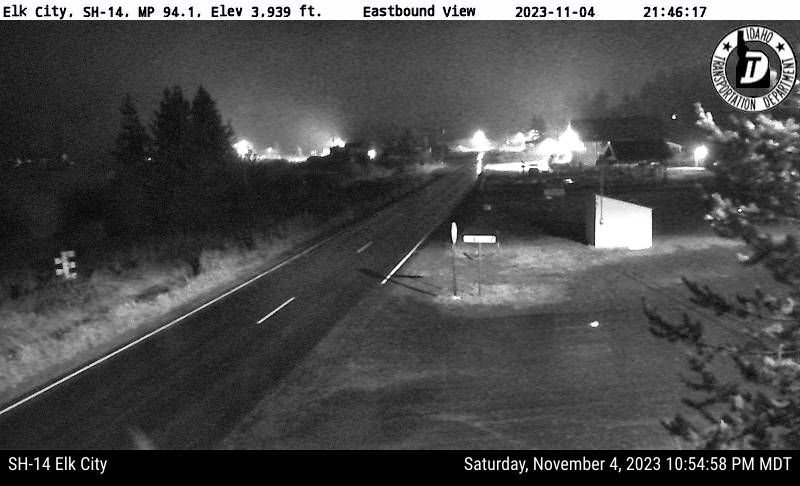 Elk City, SH-14, MP 94.1, Elev 3,939 ft. Eastbound View 2023-11-04 21:46:17
IDAHO
TRANSPORTATION DEPARTMENT
SH-14 Elk City Saturday, November 4, 2023 10:54:58 PM MDT